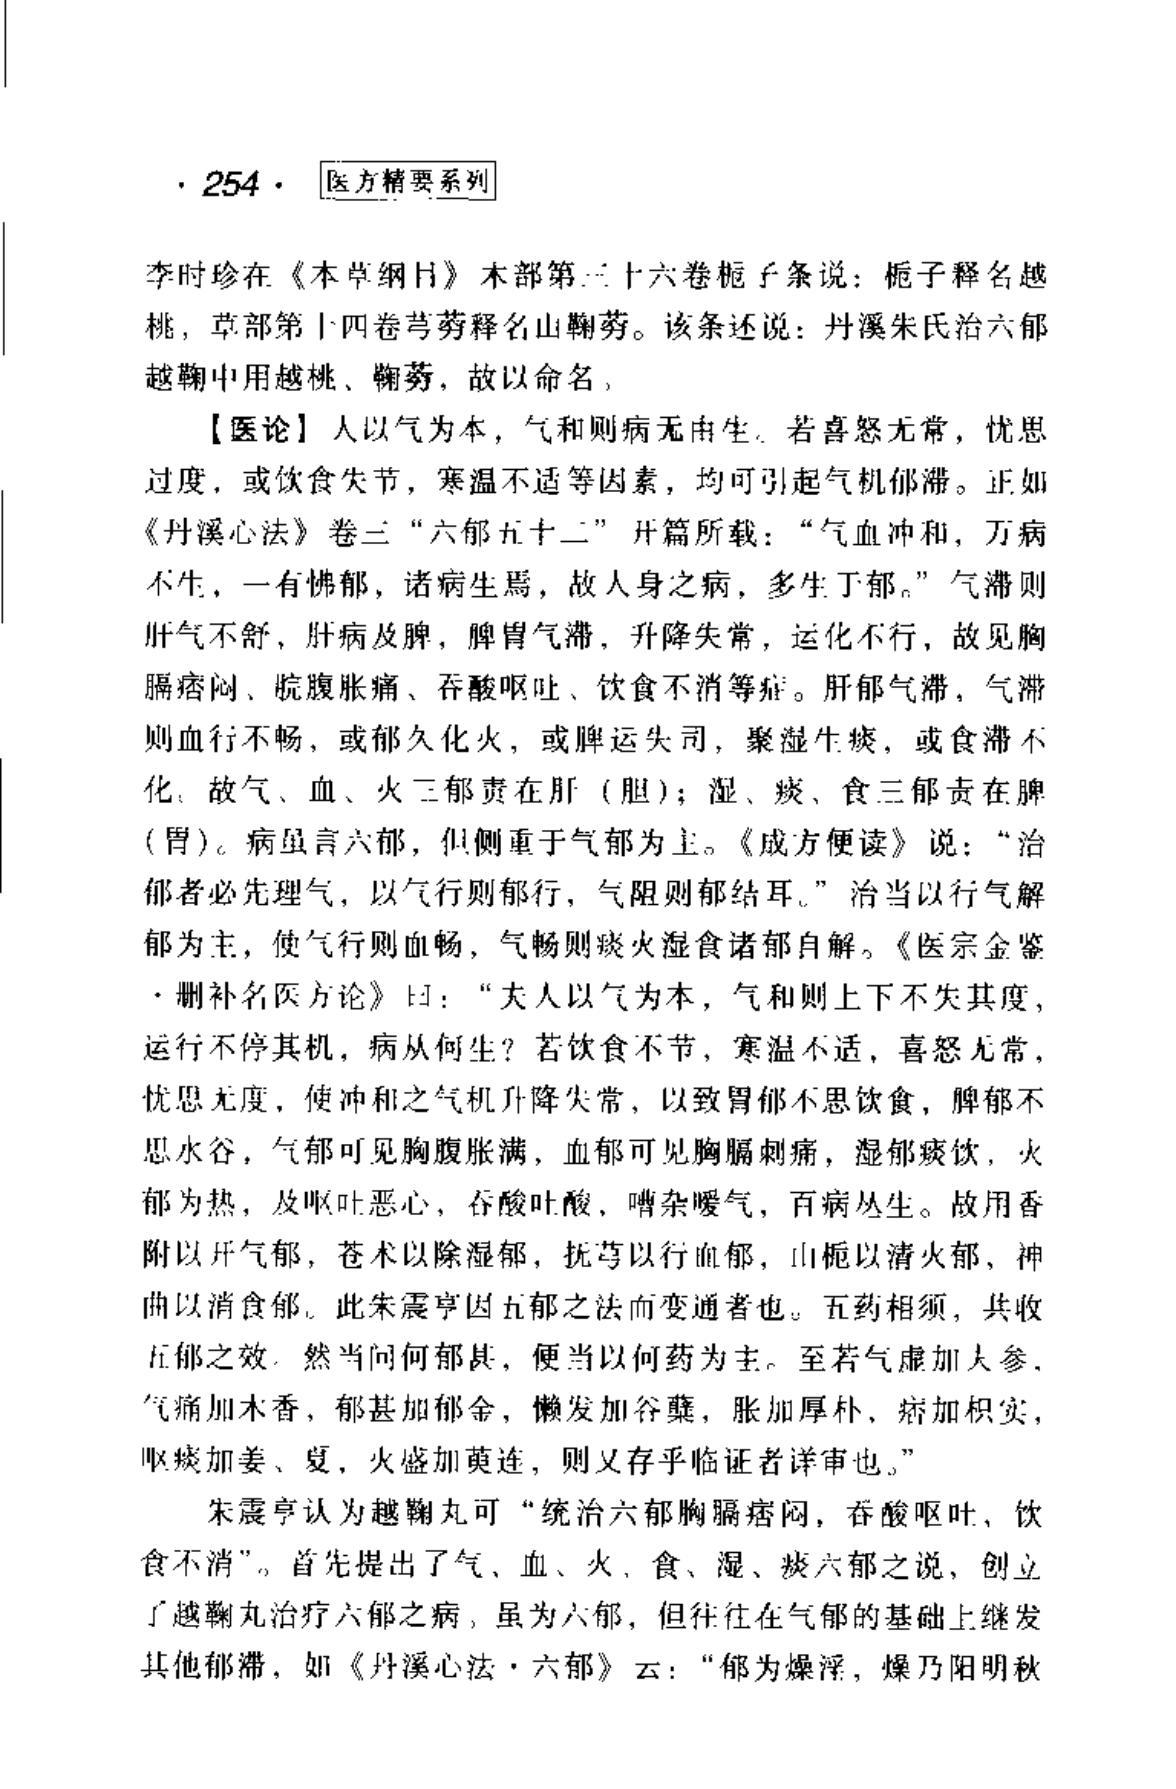 · 254 · 医方精要系列
李时珍在《本草纲目》木部第三十六卷栀子条说：栀子释名越
桃，草部第十四卷芎䓖释名山鞠䓖。该条还说：丹溪朱氏治六郁
越鞠中用越桃、鞠䓖，故以命名。
【医论】人以气为本，气和则病无由生。若喜怒无常，忧思
过度，或饮食失节，寒温不适等因素，均可引起气机郁滞。正如
《丹溪心法》卷三“六郁五十二”开篇所载：“气血冲和，万病
不生，一有怫郁，诸病生焉，故人身之病，多生于郁。”气滞则
肝气不舒，肝病及脾，脾胃气滞，升降失常，运化不行，故见胸
膈痞闷、脘腹胀痛、吞酸呕吐、饮食不消等症。肝郁气滞，气滞
则血行不畅，或郁久化火，或脾运失司，聚湿生痰，或食滞不
化。故气、血、火三郁责在肝（胆）；湿、痰、食三郁责在脾
（胃）。病虽言六郁，但侧重于气郁为主。《成方便读》说：“治
郁者必先理气，以气行则郁行，气阻则郁结耳。”治当以行气解
郁为主，使气行则血畅，气畅则痰火湿食诸郁自解。《医宗金鉴
·删补名医方论》曰：“夫人以气为本，气和则上下不失其度，
运行不停其机，病从何生？若饮食不节，寒温不适，喜怒无常，
忧思无度，使冲和之气机升降失常，以致胃郁不思饮食，脾郁不
思水谷，气郁可见胸腹胀满，血郁可见胸膈刺痛，湿郁痰饮，火
郁为热，及呕吐恶心，吞酸吐酸，嘈杂嗳气，百病丛生。故用香
附以开气郁，苍术以除湿郁，抚芎以行血郁，山栀以清火郁，神
曲以消食郁。此朱震亨因五郁之法而变通者也。五药相须，共收
五郁之效。然当问何郁甚，便当以何药为主。至若气虚加人参，
气痛加木香，郁甚加郁金，懒发加谷蘖，胀加厚朴，痞加枳实，
呕痰加姜、夏，火盛加萸连，则又存乎临证者详审也。”
朱震亨认为越鞠丸可“统治六郁胸膈痞闷，吞酸呕吐，饮
食不消”。首先提出了气、血、火、食、湿、痰六郁之说，创立
了越鞠丸治疗六郁之病。虽为六郁，但往往在气郁的基础上继发
其他郁滞，如《丹溪心法·六郁》云：“郁为燥淫，燥乃阳明秋